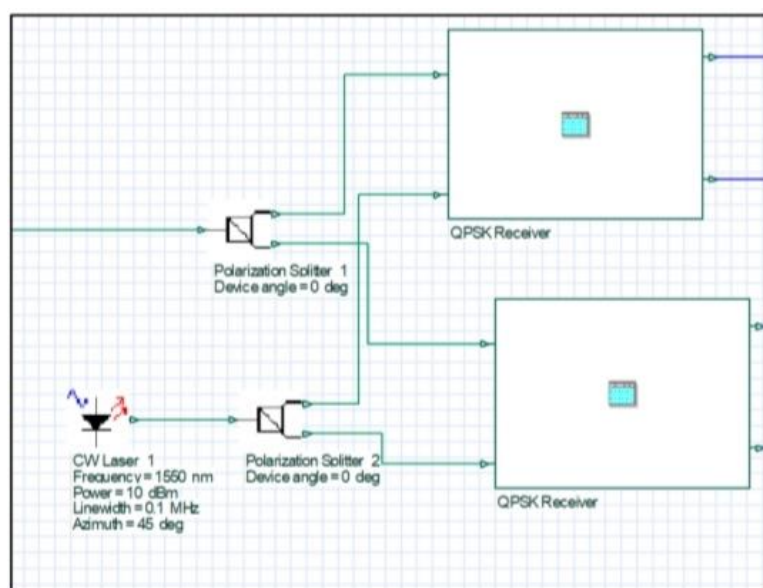 QPSK Receiver
Polarization Splitter 1
Device angle = 0 deg
CW Laser 1
Frequency = 1550 nm
Power = 10 dBm
Linewidth = 0.1 MHz
Azimuth = 45 deg
Polarization Splitter 2
Device angle = 0 deg
QPSK Receiver